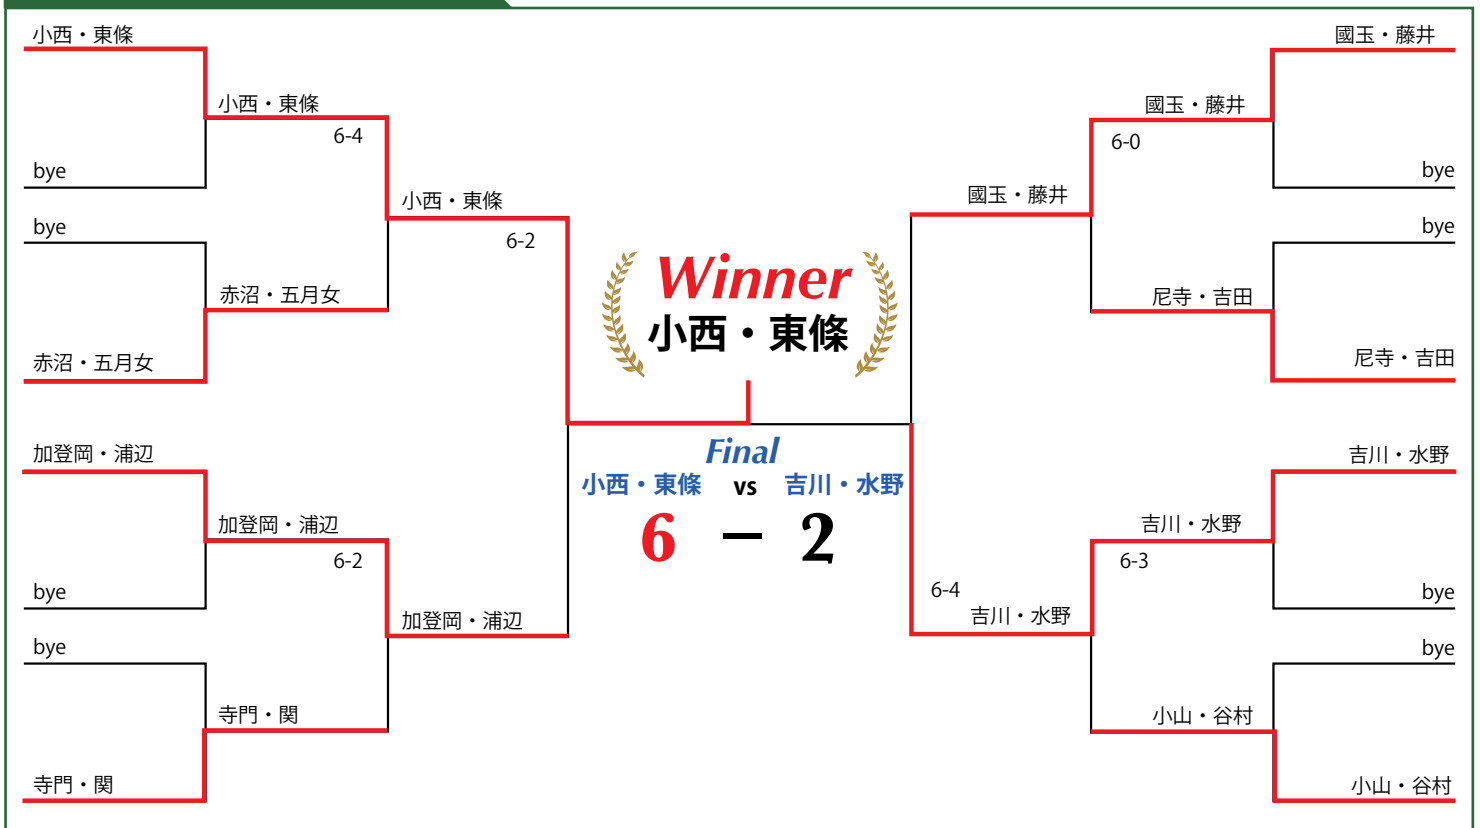 小西・東條
bye
bye
赤沼・五月女
加登岡・浦辺
bye
bye
寺門・関
小西・東條
6-4
赤沼・五月女
加登岡・浦辺
6-2
寺門・関
小西・東條
6-2
加登岡・浦辺
Winner
小西・東條
Final
小西・東條 vs 吉川・水野
6 － 2
國玉・藤井
6-4
吉川・水野
國玉・藤井
6-0
尼寺・吉田
吉川・水野
6-3
小山・谷村
國玉・藤井
bye
bye
尼寺・吉田
吉川・水野
bye
bye
小山・谷村